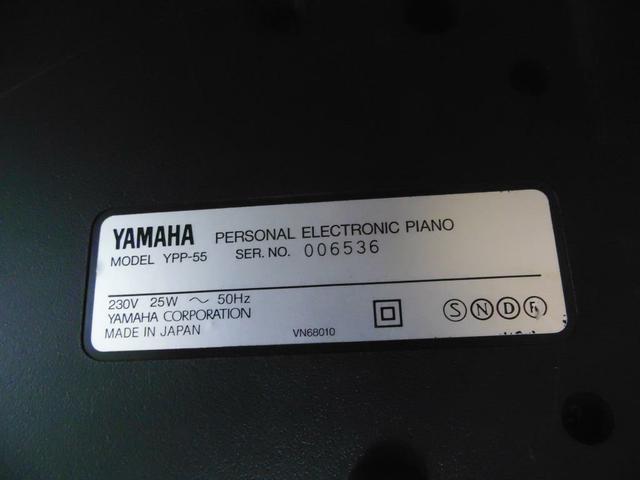 YAMAHA PERSONAL ELECTRONIC PIANO
MODEL YPP-55 SER. NO. 006536
230V 25W ~ 50Hz
YAMAHA CORPORATION
MADE IN JAPAN VN68010
S N D F